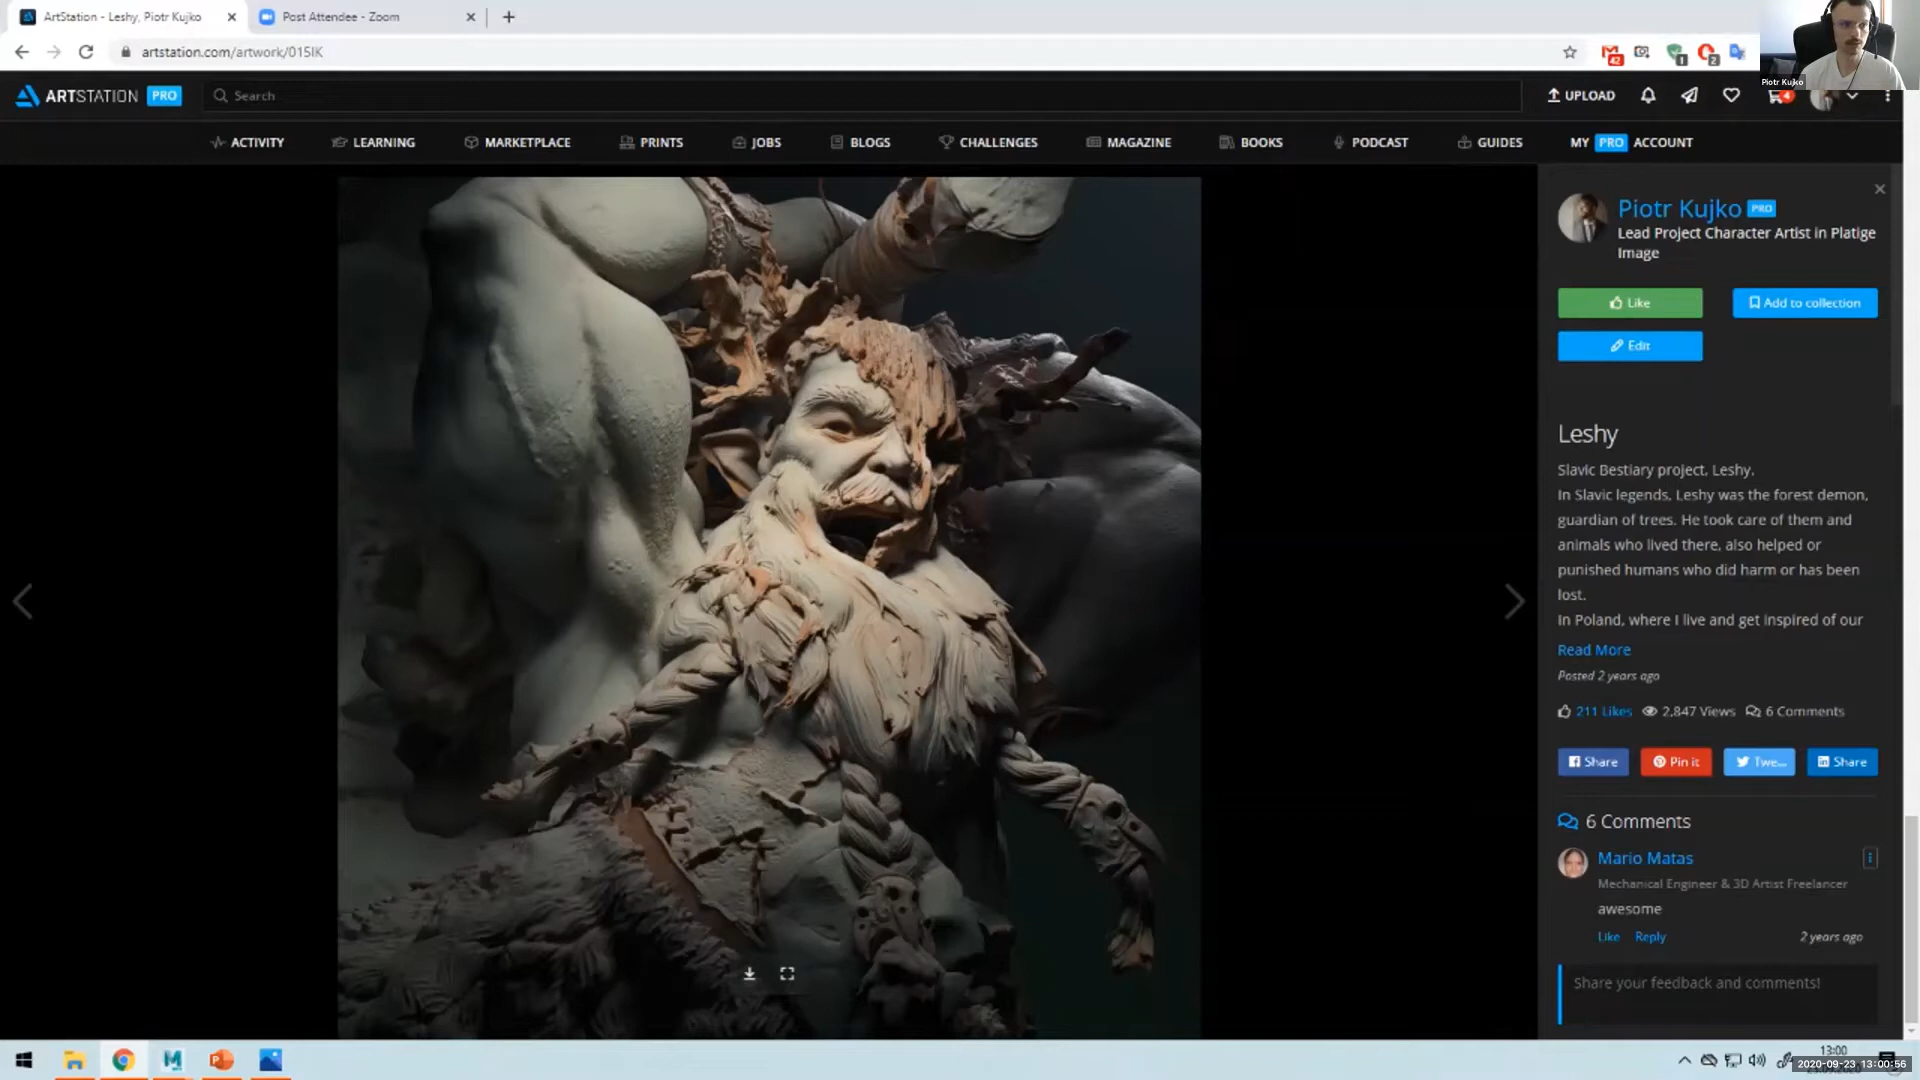 ArtStation - Leshy, Piotr Kujko
Post Attendee - Zoom
artstation.com/artwork/015lK
42
1
2
Piotr Kujko
ARTSTATION PRO
Search
UPLOAD
4
ACTIVITY
LEARNING
MARKETPLACE
PRINTS
JOBS
BLOGS
CHALLENGES
MAGAZINE
BOOKS
PODCAST
GUIDES
MY PRO ACCOUNT
Piotr Kujko PRO
Lead Project Character Artist in Platige
Image
Like
Add to collection
Edit
Leshy
Slavic Bestiary project, Leshy.
In Slavic legends, Leshy was the forest demon,
guardian of trees. He took care of them and
animals who lived there, also helped or
punished humans who did harm or has been
lost.
In Poland, where I live and get inspired of our
Read More
Posted 2 years ago
211 Likes 2,847 Views 6 Comments
Share
Pin it
Twe...
Share
6 Comments
Mario Matas
Mechanical Engineer & 3D Artist Freelancer
awesome
Like Reply 2 years ago
Share your feedback and comments!
13:00
2020-09-23 13:00:56